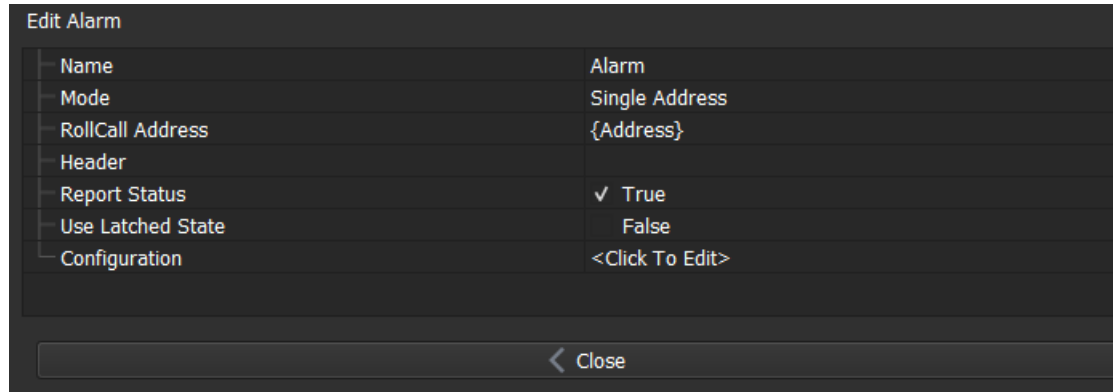 Edit Alarm
Name Alarm
Mode Single Address
RollCall Address {Address}
Header
Report Status ✓ True
Use Latched State False
Configuration <Click To Edit>
Close